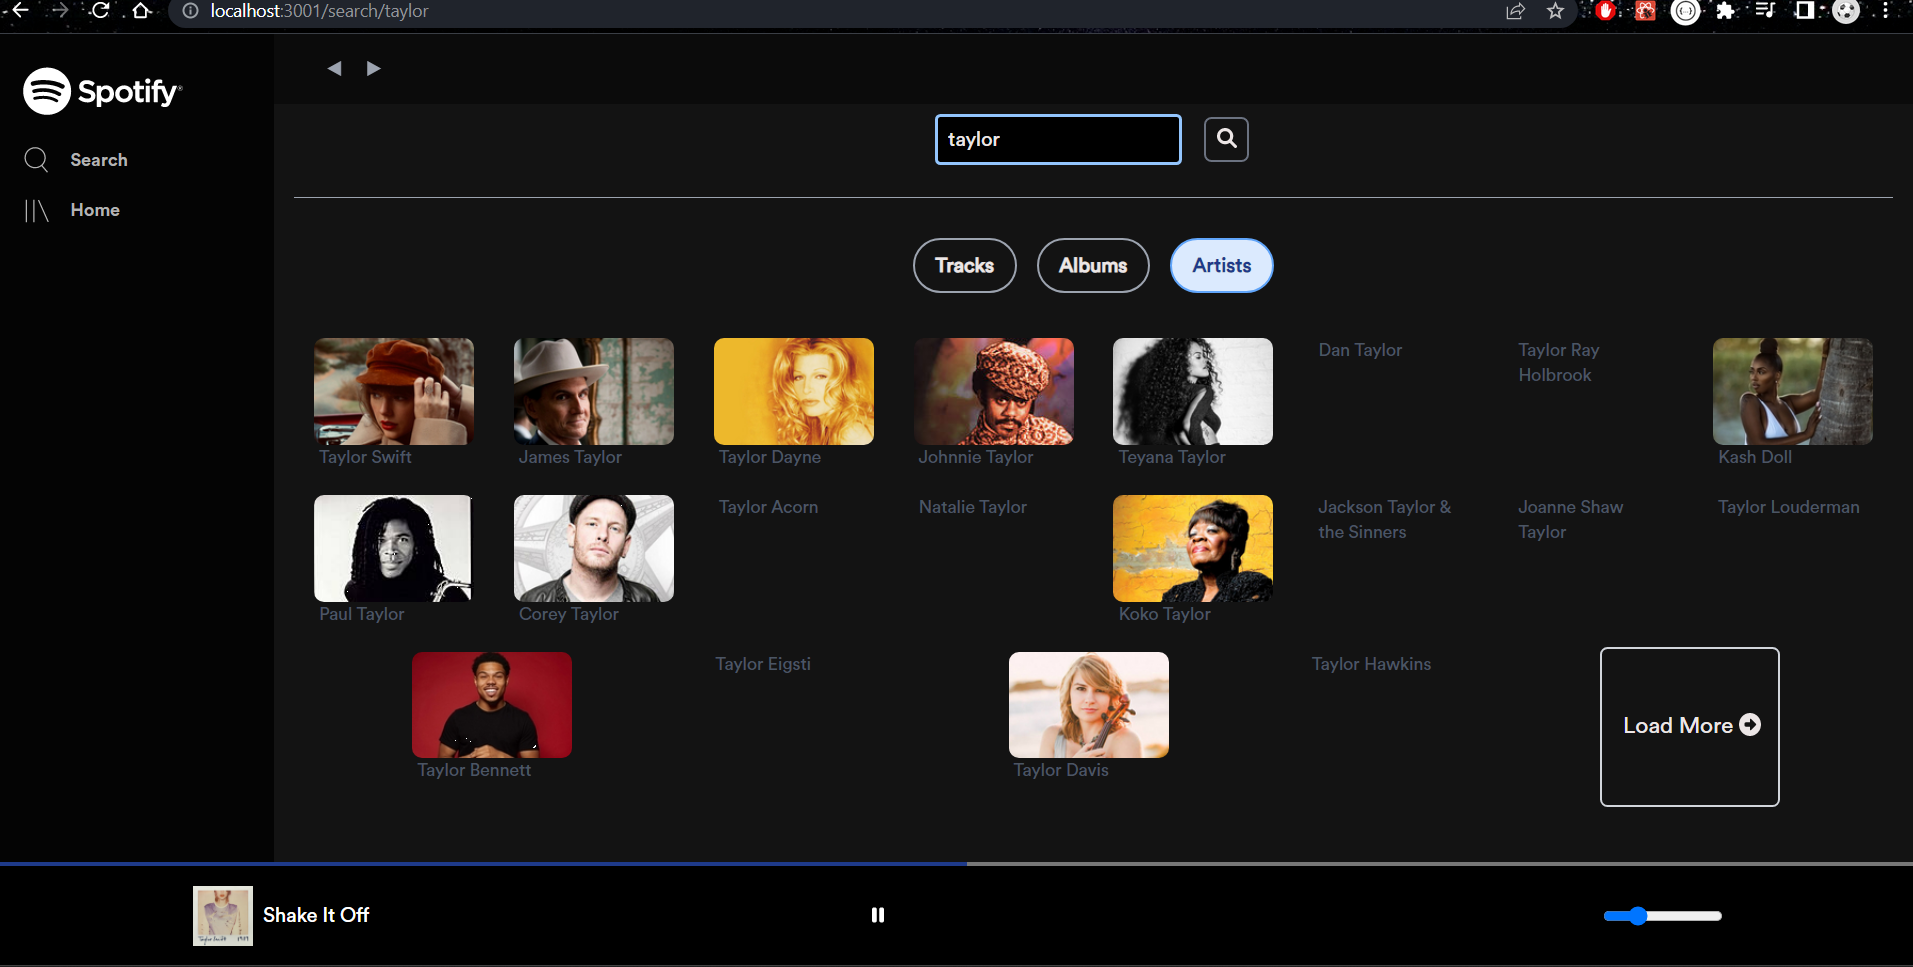 localhost:3001/search/taylor
Spotify®
Search
Home
taylor
Tracks Albums Artists
Taylor Swift James Taylor Taylor Dayne Johnnie Taylor Teyana Taylor Dan Taylor Taylor Ray
Holbrook Kash Doll
Paul Taylor Corey Taylor Taylor Acorn Natalie Taylor Koko Taylor Jackson Taylor &
the Sinners Joanne Shaw
Taylor Taylor Louderman
Taylor Bennett Taylor Eigsti Taylor Davis Taylor Hawkins Load More
Taylor Swift 1989
Shake It Off